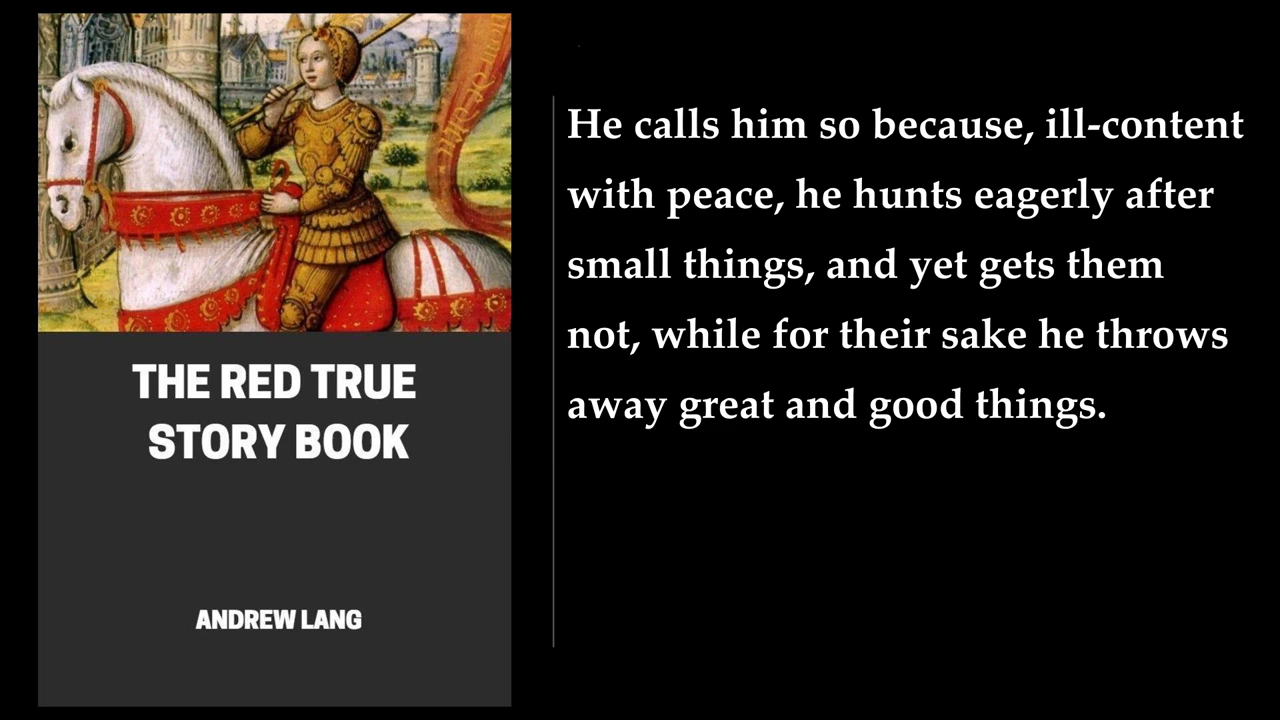 THE RED TRUE
STORY BOOK
ANDREW LANG
He calls him so because, ill-content
with peace, he hunts eagerly after
small things, and yet gets them
not, while for their sake he throws
away great and good things.